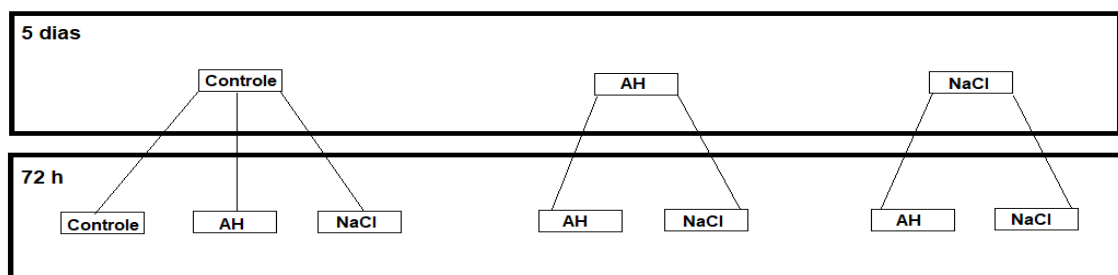 5 dias
Controle
AH
NaCl
72 h
Controle
AH
NaCl
AH
NaCl
AH
NaCl